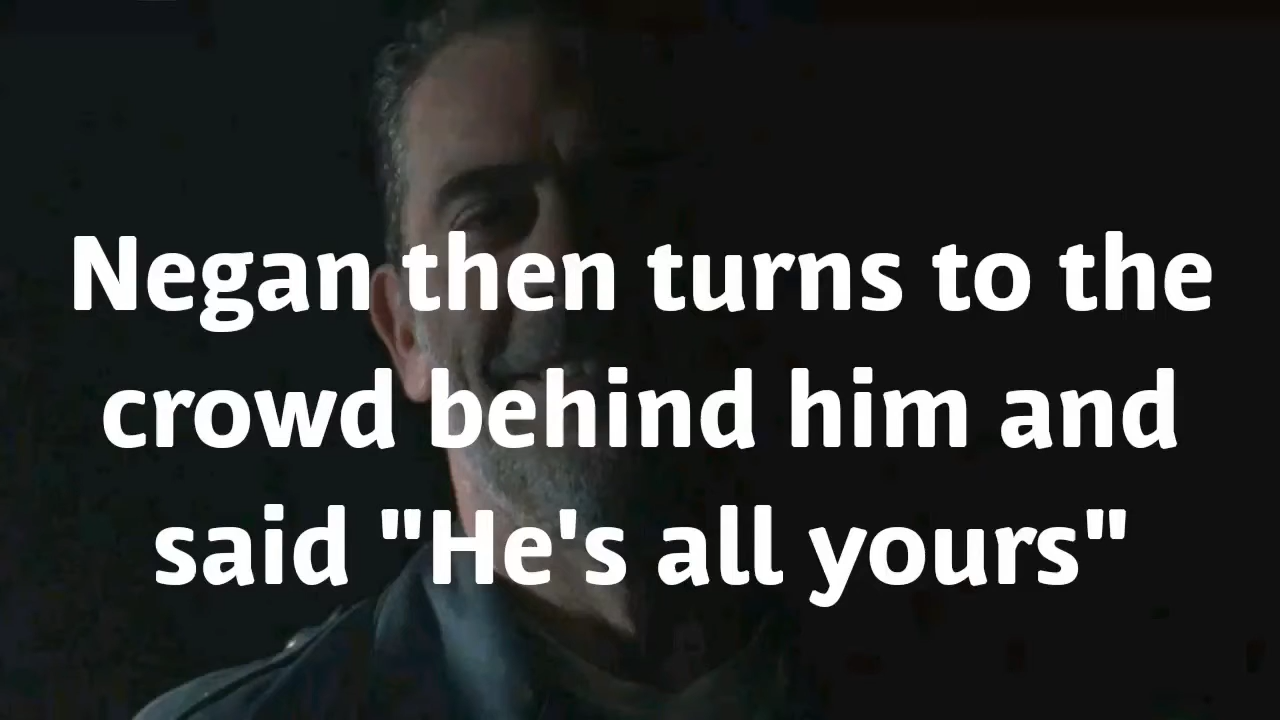 Negan then turns to the
crowd behind him and
said "He's all yours"